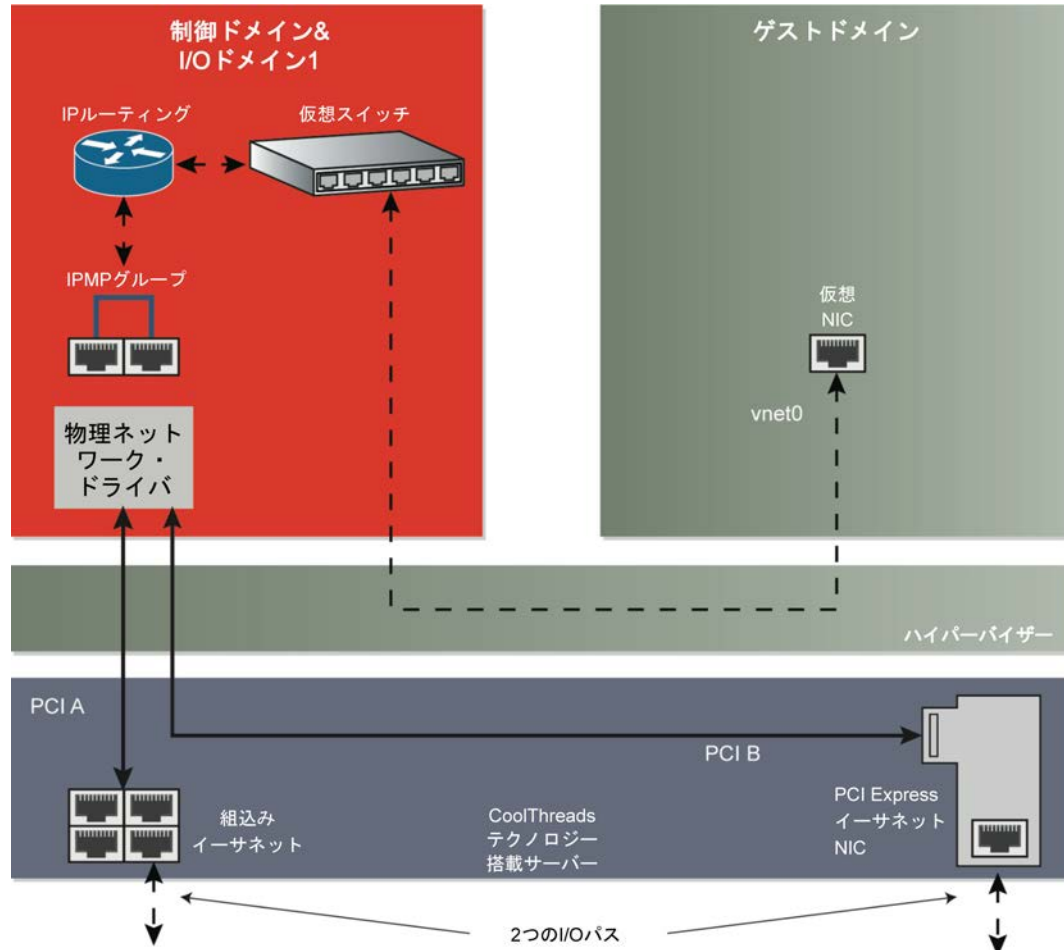 制御ドメイン&
I/Oドメイン1
ゲストドメイン
IPルーティング
仮想スイッチ
IPMPグループ
仮想
NIC
vnet0
物理ネット
ワーク・
ドライバ
ハイパーバイザー
PCI A
PCI B
組込み
イーサネット
CoolThreads
テクノロジー
搭載サーバー
PCI Express
イーサネット
NIC
2つのI/Oパス